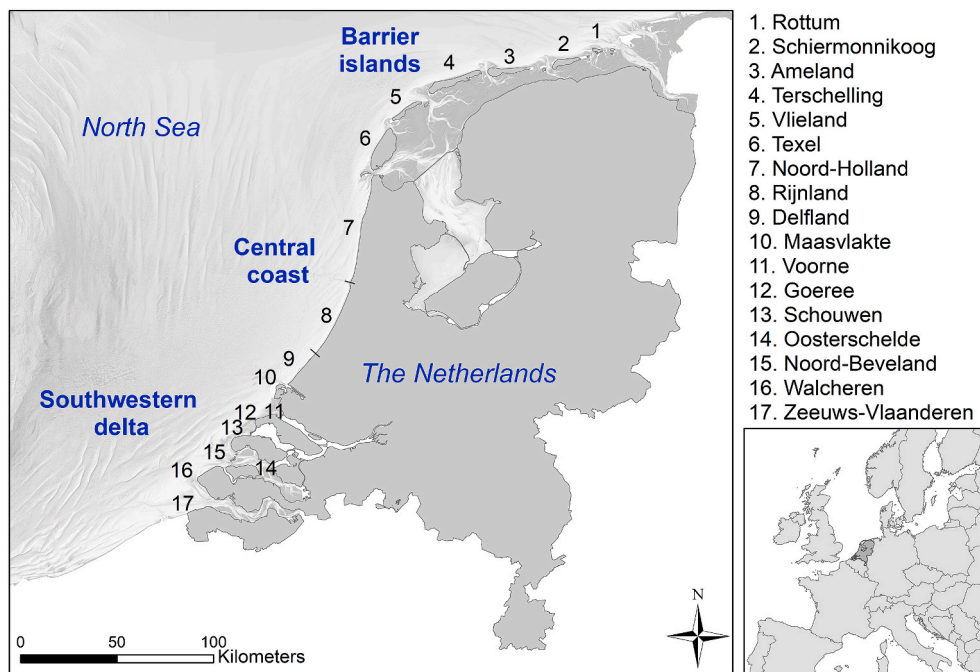 Barrier
islands
North Sea
Central
coast
Southwestern
delta
The Netherlands
1
2
3
4
5
6
7
8
9
10
11
12
13
15
14
16
17
0 50 100
Kilometers
N
1. Rottum
2. Schiermonnikoog
3. Ameland
4. Terschelling
5. Vlieland
6. Texel
7. Noord-Holland
8. Rijnland
9. Delfland
10. Maasvlakte
11. Voorne
12. Goeree
13. Schouwen
14. Oosterschelde
15. Noord-Beveland
16. Walcheren
17. Zeeuws-Vlaanderen